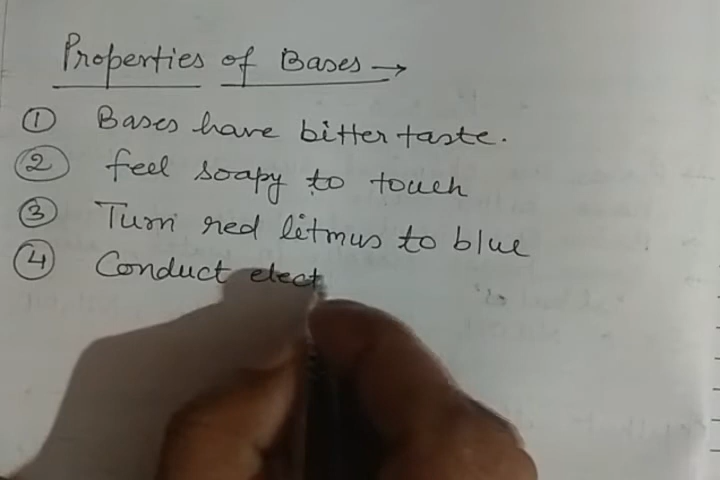 Properties of Bases →
① Bases have bitter taste.
② feel soapy to touch
③ Turn red litmus to blue
④ Conduct elect